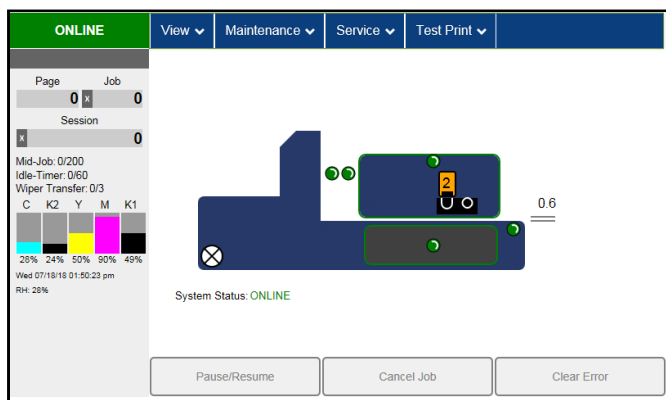 ONLINE View Maintenance Service Test Print
Page Job
0 x 0
Session
x 0
Mid-Job: 0/200
Idle-Timer: 0/60
Wiper Transfer: 0/3
C K2 Y M K1
28% 24% 50% 90% 49%
Wed 07/18/18 01:50:23 pm
RH: 28%
2
0.6
System Status: ONLINE
Pause/Resume Cancel Job Clear Error